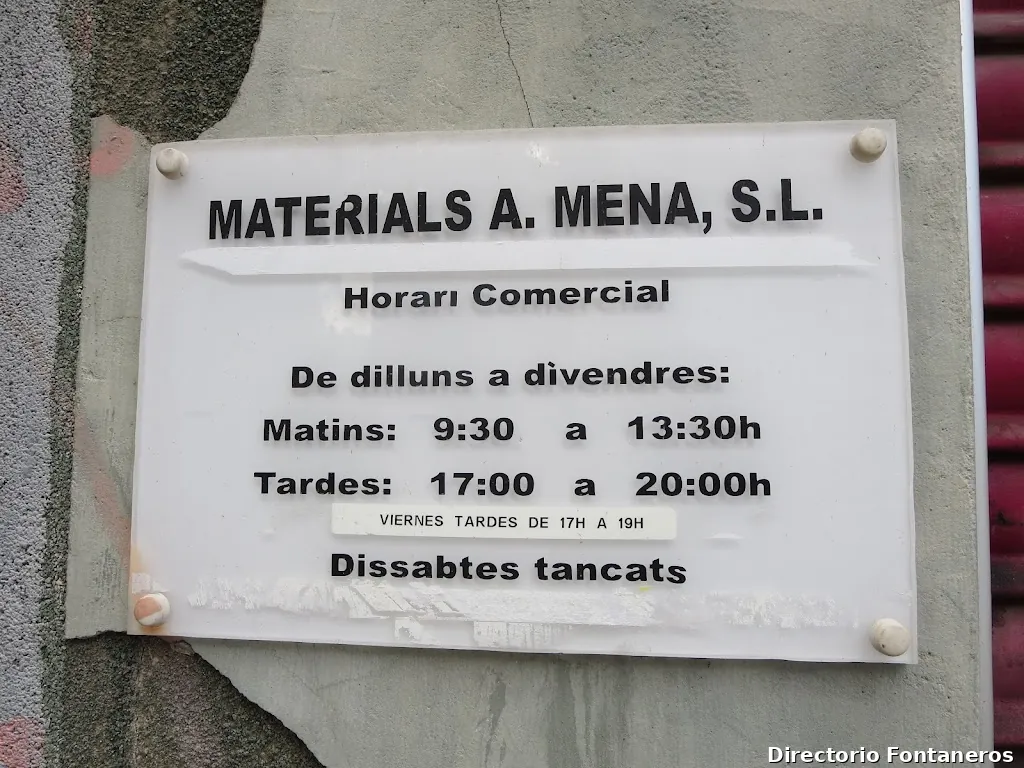 MATERIALS A. MENA, S.L.
Horari Comercial
De dilluns a divendres:
Matins: 9:30 a 13:30h
Tardes: 17:00 a 20:00h
VIERNES TARDES DE 17H A 19H
Dissabtes tancats
Directorio Fontaneros